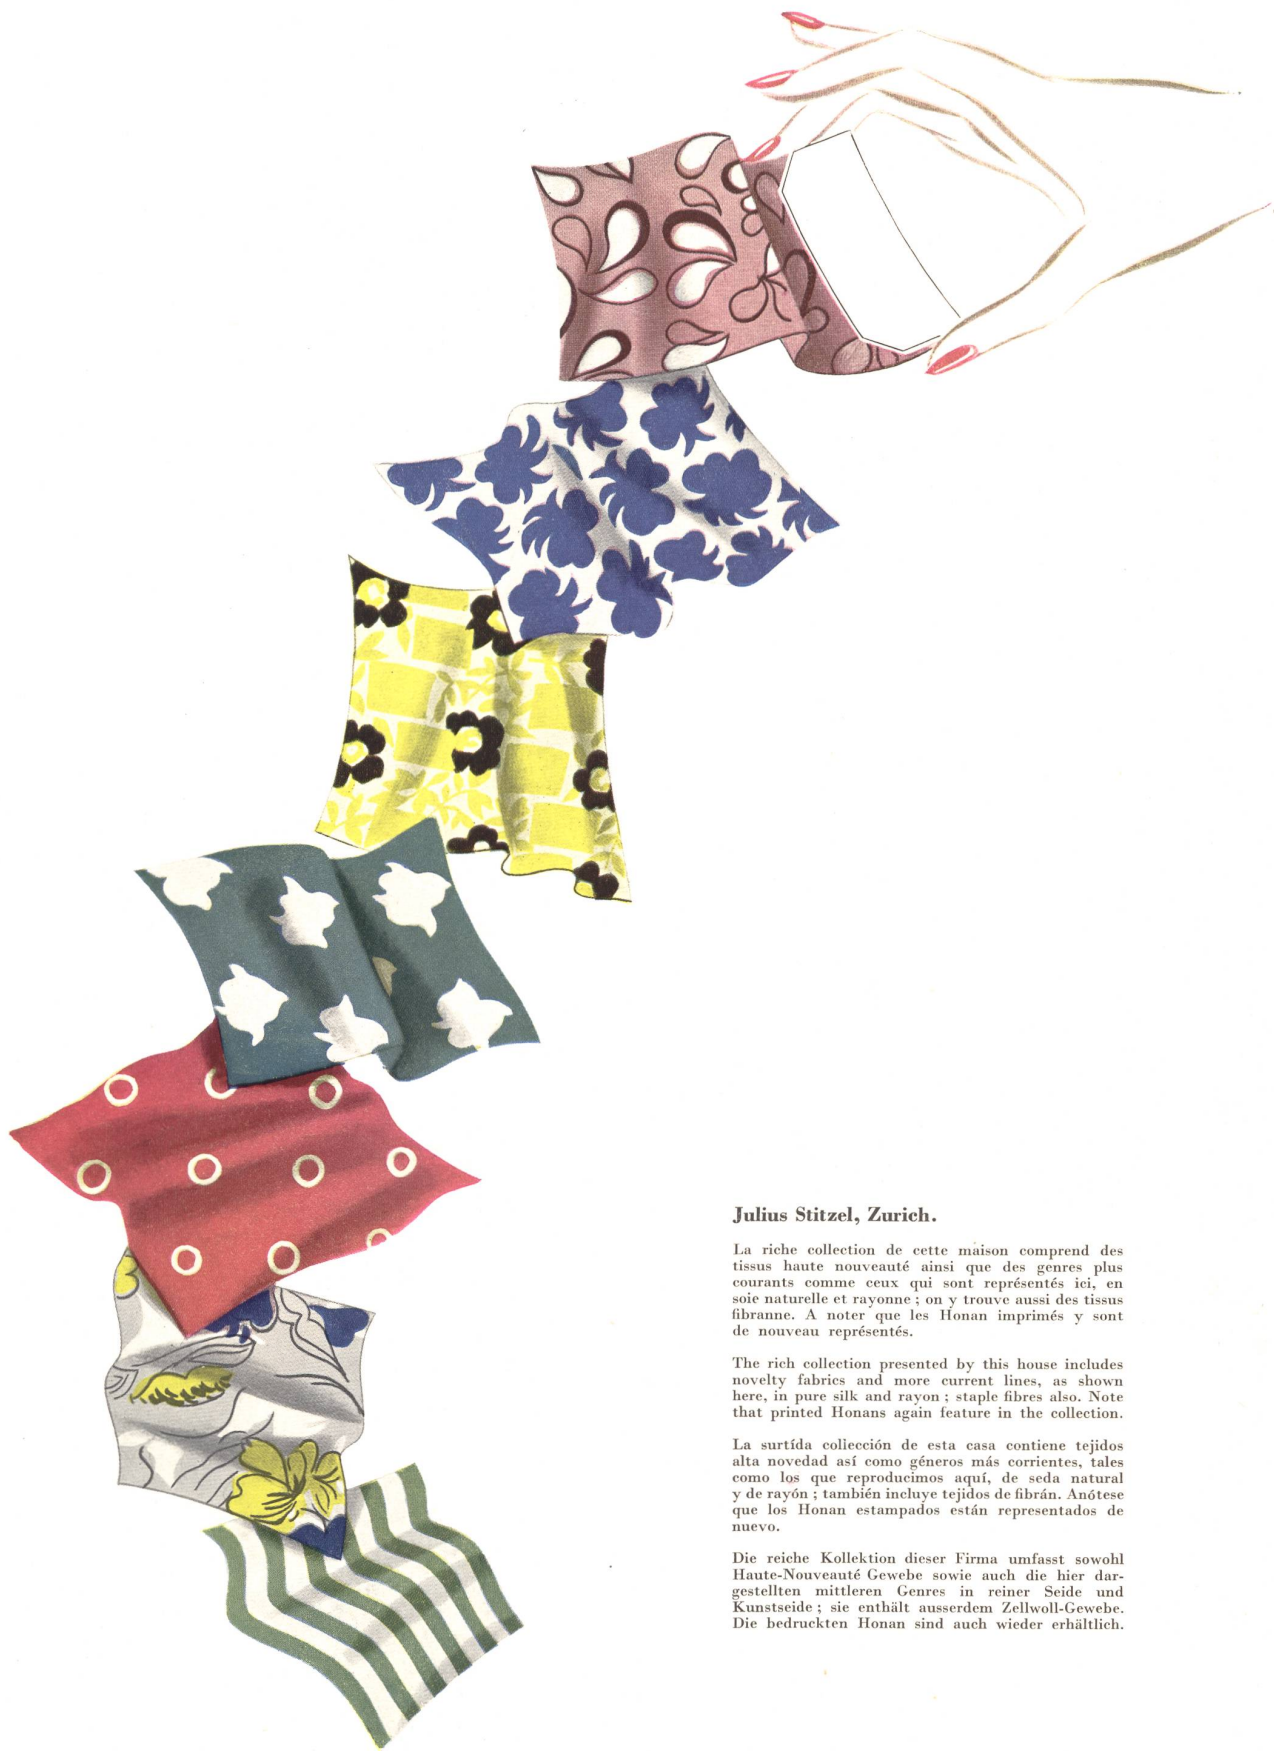 Julius Stitzel, Zurich.
La riche collection de cette maison comprend des
tissus haute nouveauté ainsi que des genres plus
courants comme ceux qui sont représentés ici, en
soie naturelle et rayonne ; on y trouve aussi des tissus
fibranne. A noter que les Honan imprimés y sont
de nouveau représentés.
The rich collection presented by this house includes
novelty fabrics and more current lines, as shown
here, in pure silk and rayon ; staple fibres also. Note
that printed Honans again feature in the collection.
La surtída collección de esta casa contiene tejidos
alta novedad así como géneros más corrientes, tales
como los que reproducimos aquí, de seda natural
y de rayón ; también incluye tejidos de fibrán. Anótese
que los Honan estampados están representados de
nuevo.
Die reiche Kollektion dieser Firma umfasst sowohl
Haute-Nouveauté Gewebe sowie auch die hier dar-
gestellten mittleren Genres in reiner Seide und
Kunstseide ; sie enthält ausserdem Zellwoll-Gewebe.
Die bedruckten Honan sind auch wieder erhältlich.